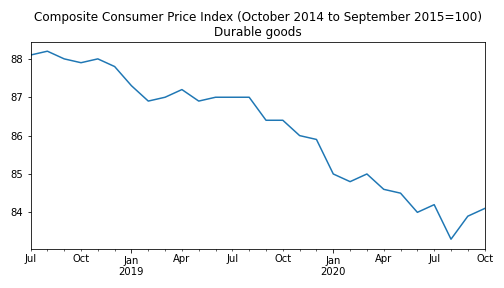 Composite Consumer Price Index (October 2014 to September 2015=100)
Durable goods
88
87
86
85
84
Jul Oct Jan Apr Jul Oct Jan Apr Jul Oct
2019 2020